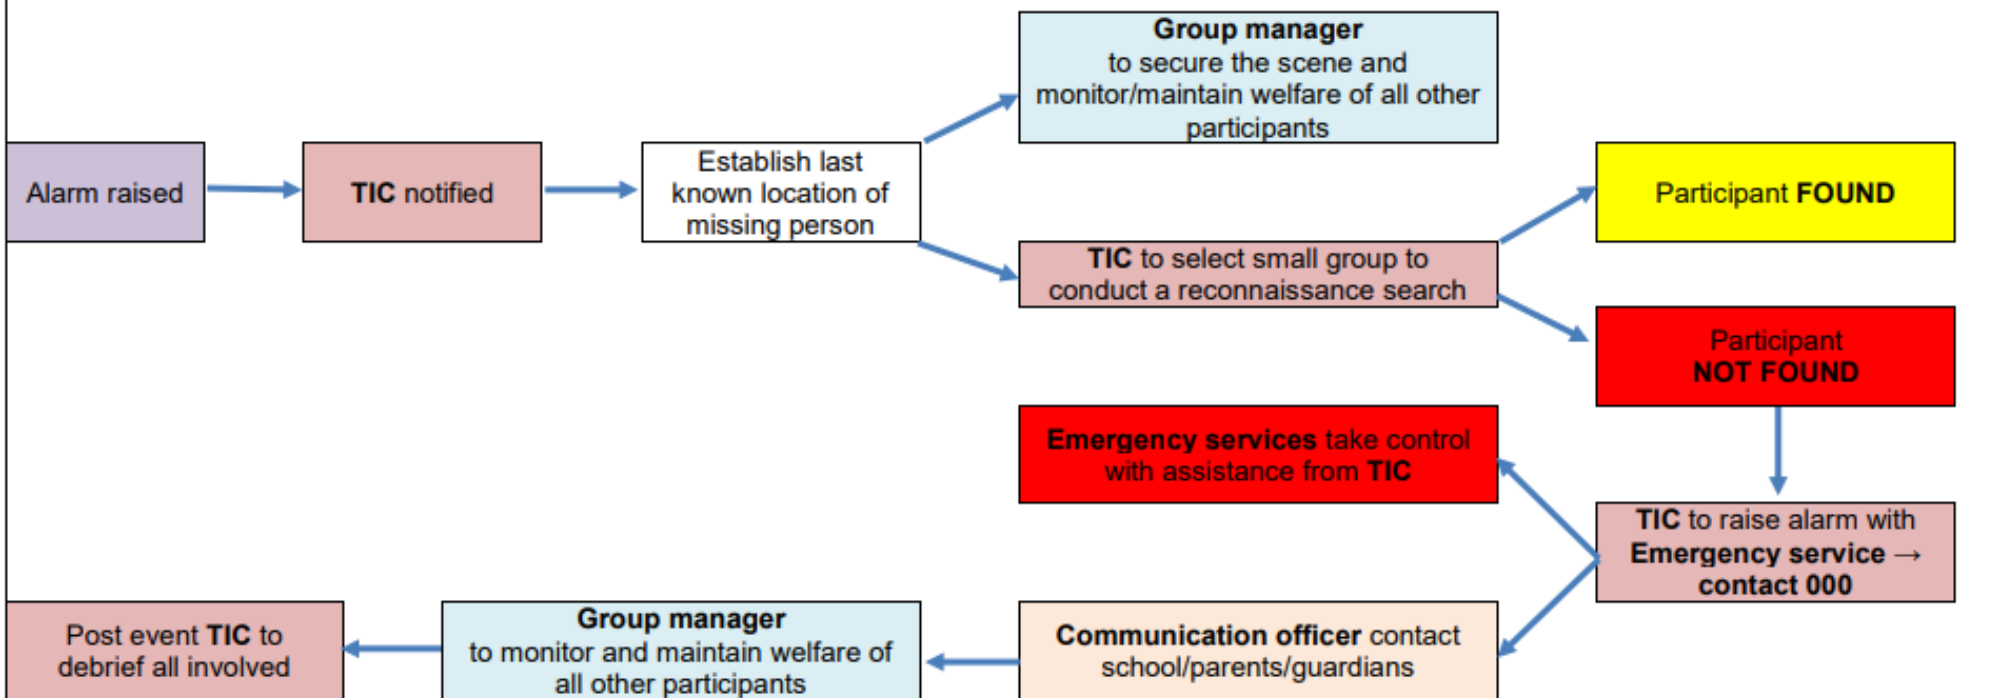 Group manager
to secure the scene and
monitor/maintain welfare of all other
participants
Alarm raised
TIC notified
Establish last
known location of
missing person
Participant FOUND
TIC to select small group to
conduct a reconnaissance search
Participant
NOT FOUND
Emergency services take control
with assistance from TIC
TIC to raise alarm with
Emergency service →
contact 000
Communication officer contact
school/parents/guardians
Group manager
to monitor and maintain welfare of
all other participants
Post event TIC to
debrief all involved